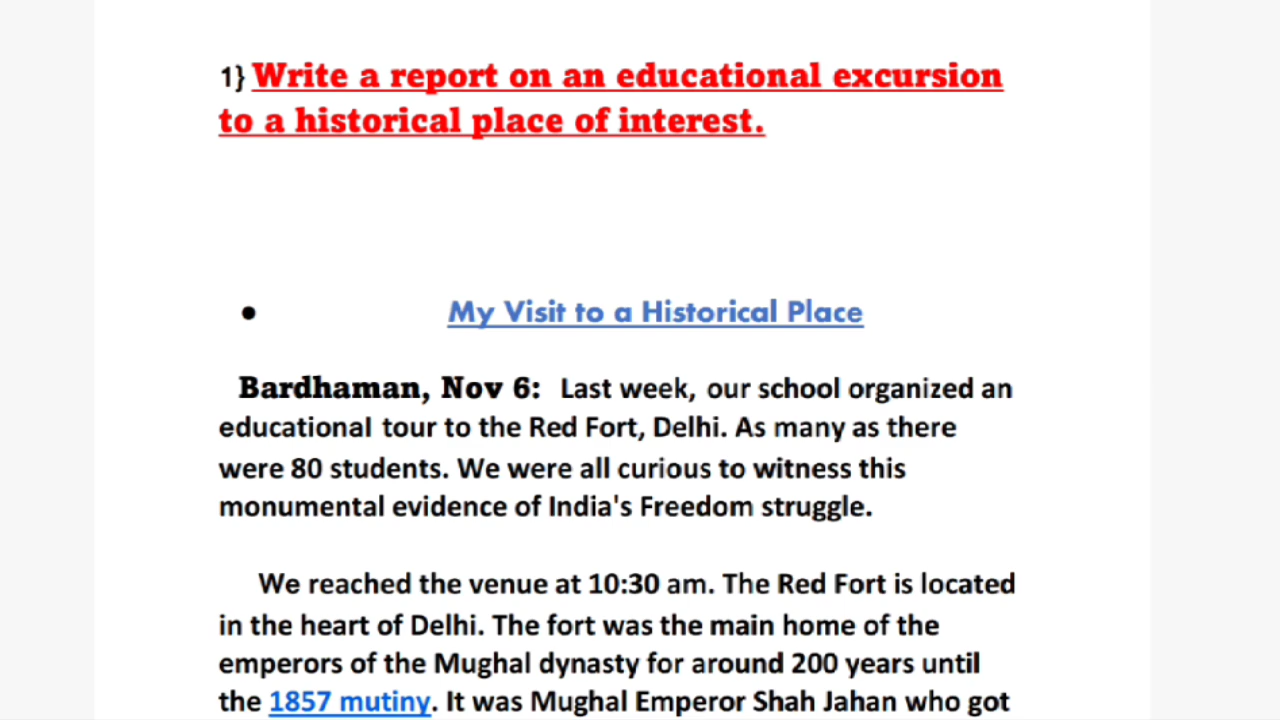 1} Write a report on an educational excursion
to a historical place of interest.
• My Visit to a Historical Place
Bardhaman, Nov 6: Last week, our school organized an
educational tour to the Red Fort, Delhi. As many as there
were 80 students. We were all curious to witness this
monumental evidence of India's Freedom struggle.
We reached the venue at 10:30 am. The Red Fort is located
in the heart of Delhi. The fort was the main home of the
emperors of the Mughal dynasty for around 200 years until
the 1857 mutiny. It was Mughal Emperor Shah Jahan who got